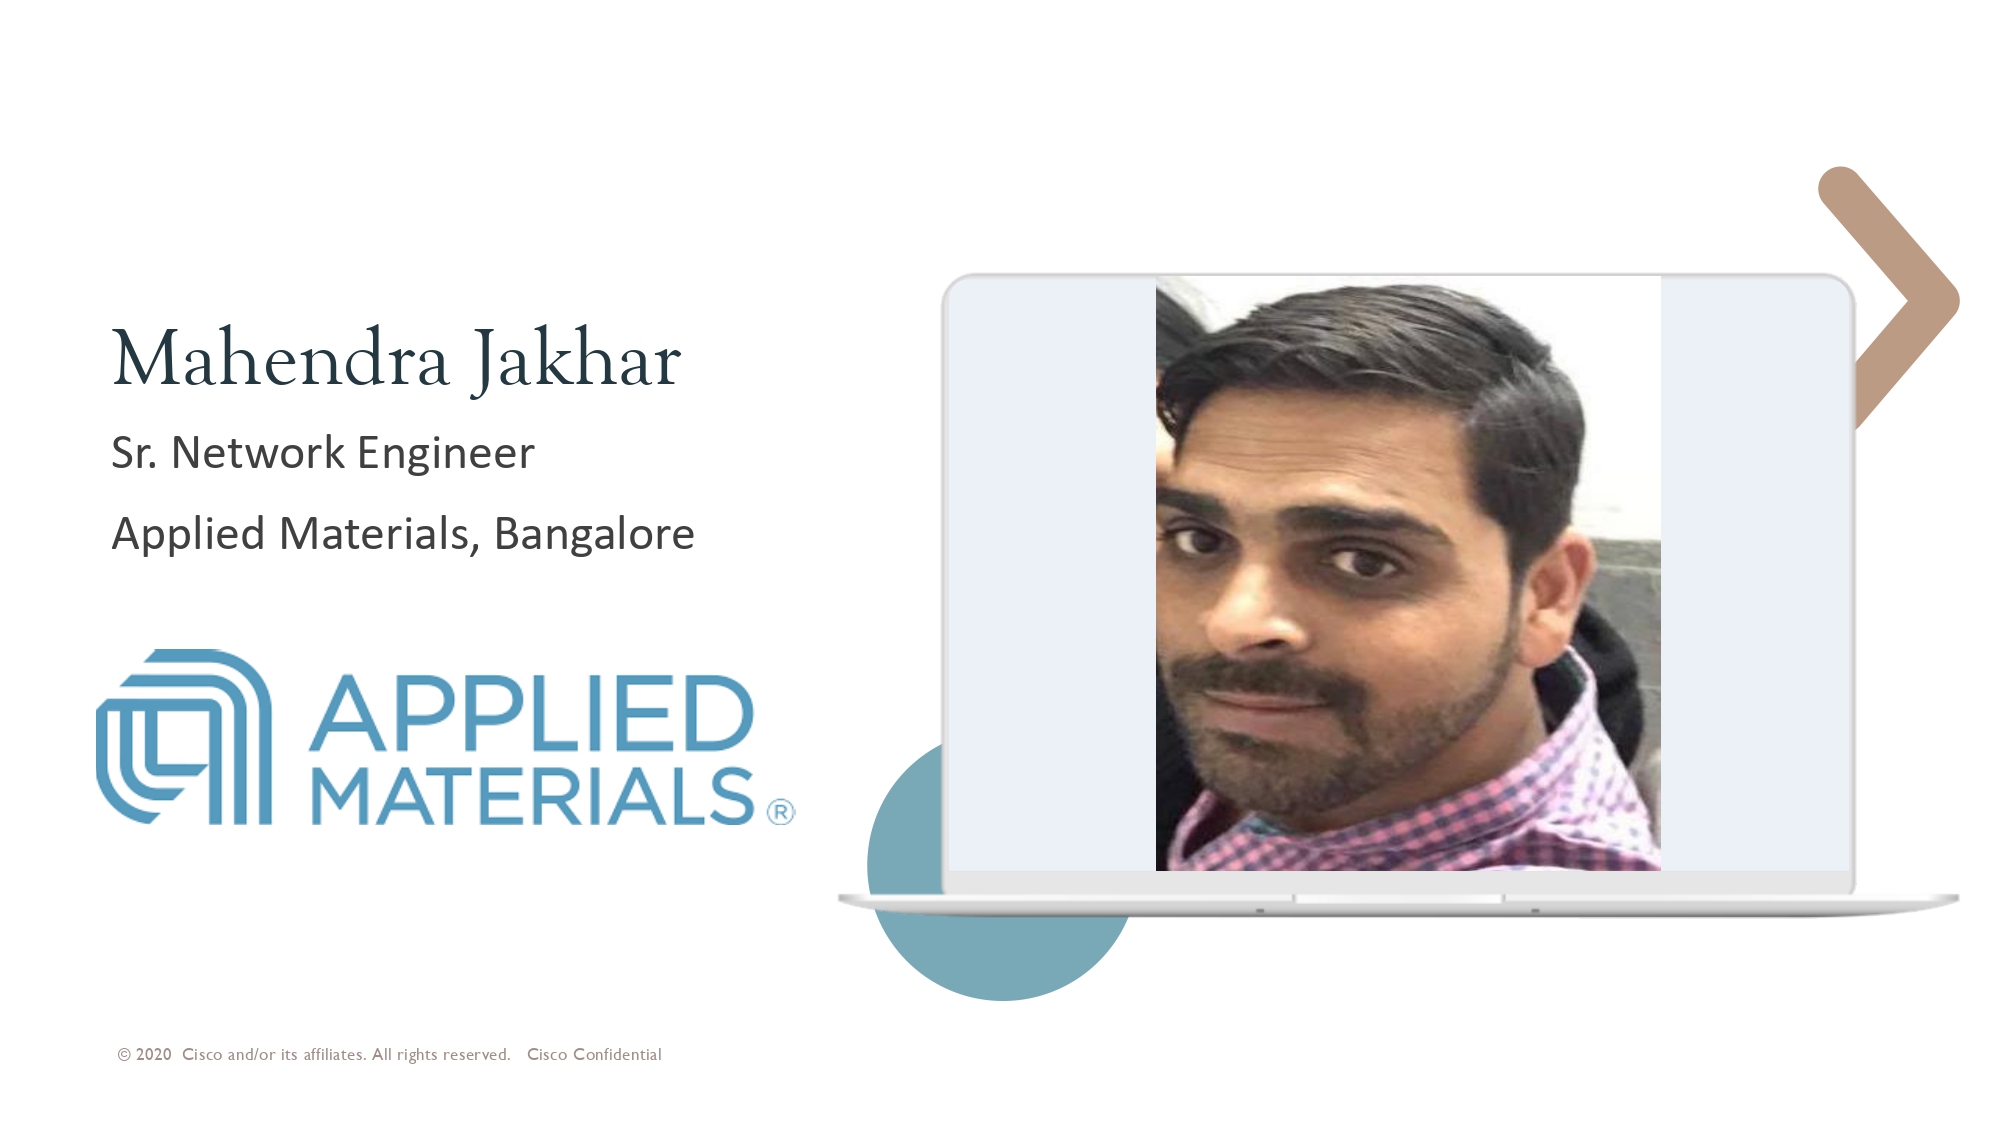 Mahendra Jakhar
Sr. Network Engineer
Applied Materials, Bangalore
APPLIED
MATERIALS®
© 2020 Cisco and/or its affiliates. All rights reserved. Cisco Confidential